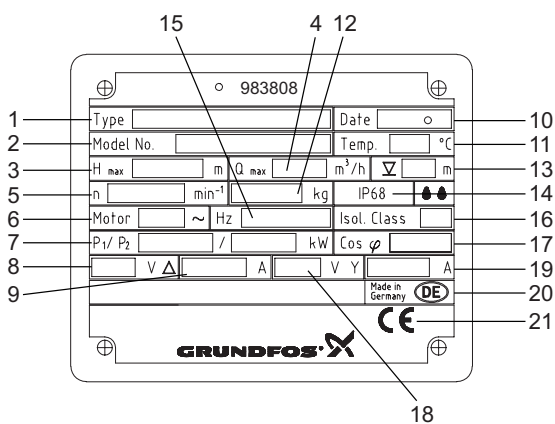 15 4 12
983808
1 Type Date 10
2 Model No. Temp. °C 11
3 H max m Q max m³/h m 13
5 n min⁻¹ kg IP68 14
6 Motor ~ Hz Isol. Class 16
7 P₁/ P₂ / kW Cos φ 17
8 V △ A V Y A 19
9
Made in
Germany DE 20
CE 21
GRUNDFOS
18